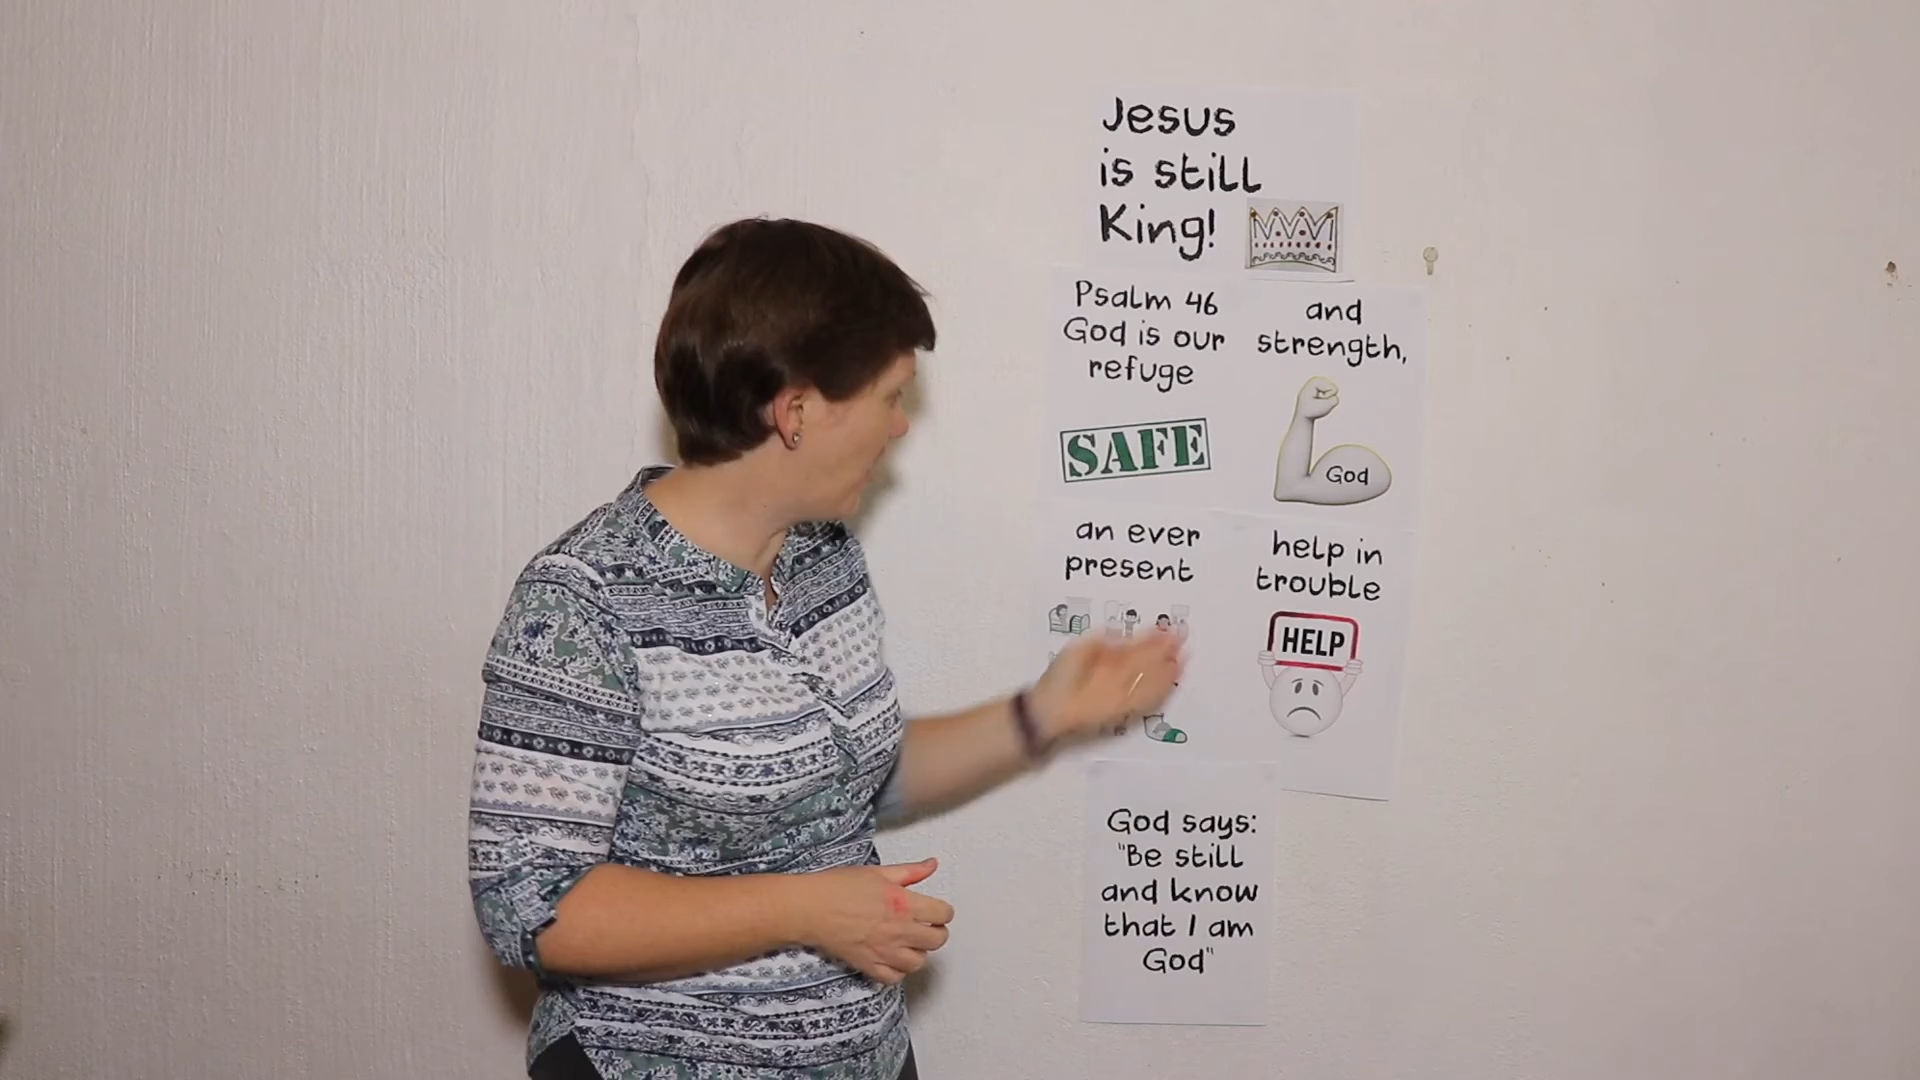 Jesus
is still
King!
Psalm 46
God is our
refuge
SAFE
and
strength,
God
an ever
present
help in
trouble
HELP
God says:
"Be still
and know
that I am
God"